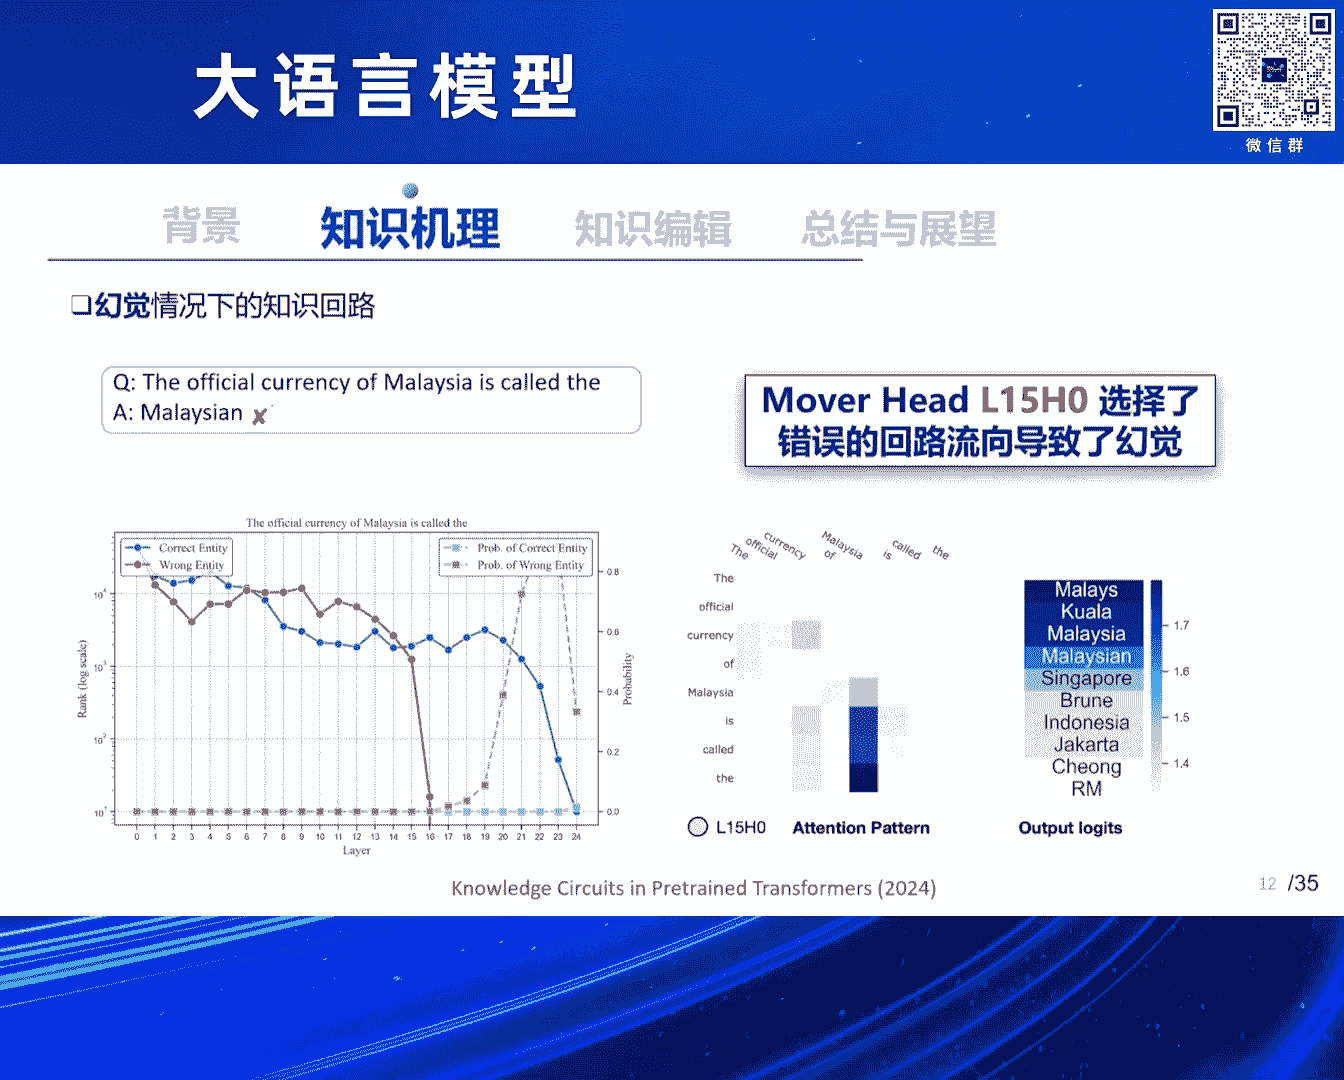 大语言模型
微信群
背景 知识机理 知识编辑 总结与展望
❑幻觉情况下的知识回路
Q: The official currency of Malaysia is called the
A: Malaysian ✘
Mover Head L15H0 选择了
错误的回路流向导致了幻觉
The official currency of Malaysia is called the
Correct Entity
Wrong Entity
Prob. of Correct Entity
Prob. of Wrong Entity
Rank (log scale)
10⁴
10³
10²
10¹
0.8
0.6
0.4
0.2
0.0
Probability
0 1 2 3 4 5 6 7 8 9 10 11 12 13 14 15 16 17 18 19 20 21 22 23 24
Layer
The official currency of Malaysia is called the
The
official
currency
of
Malaysia
is
called
the
L15H0 Attention Pattern
Malays
Kuala
Malaysia
Malaysian
Singapore
Brune
Indonesia
Jakarta
Cheong
RM
1.7
1.6
1.5
1.4
Output logits
Knowledge Circuits in Pretrained Transformers (2024)
12 /35